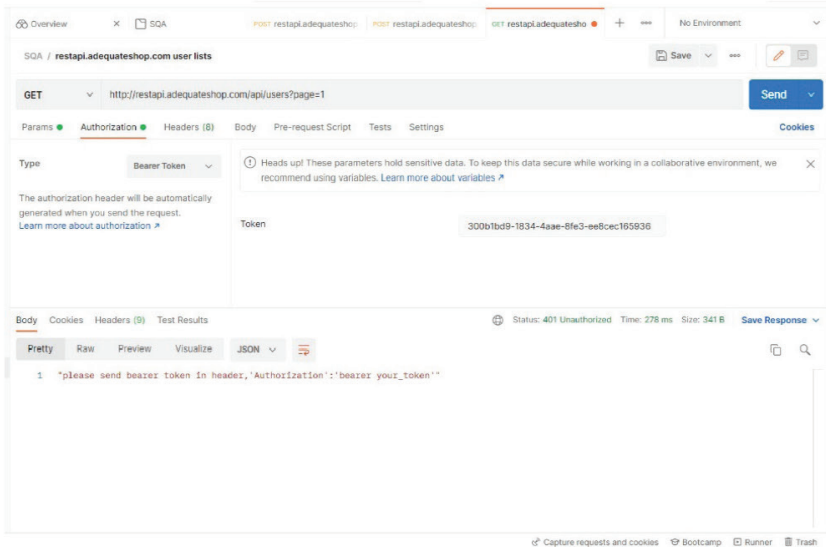 Overview × SQA POST restapi.adequateshop POST restapi.adequateshop GET restapi.adequatesho + No Environment
SQA / restapi.adequateshop.com user lists Save
GET http://restapi.adequateshop.com/api/users?page=1 Send
Params Authorization Headers (8) Body Pre-request Script Tests Settings Cookies
Type Bearer Token
The authorization header will be automatically
generated when you send the request.
Learn more about authorization ↗
Heads up! These parameters hold sensitive data. To keep this data secure while working in a collaborative environment, we
recommend using variables. Learn more about variables ↗
Token 300b1bd9-1834-4aae-8fe3-ee8cec165936
Body Cookies Headers (9) Test Results Status: 401 Unauthorized Time: 278 ms Size: 341 B Save Response
Pretty Raw Preview Visualize JSON
1 "please send bearer token in header,'Authorization':'bearer your_token'"
Capture requests and cookies Bootcamp Runner Trash